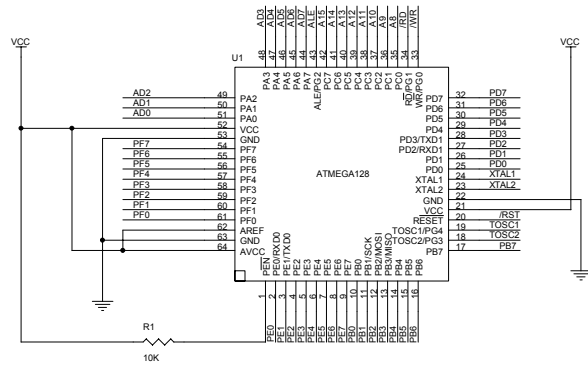 AD3 AD4 AD5 AD6 AD7 ALE A15 A14 A13 A12 A11 A10 A9 A8 /RD /WR
VCC VCC
U1
48 47 46 45 44 43 42 41 40 39 38 37 36 35 34 33
PA3 PA4 PA5 PA6 PA7 ALE/PG2 PC7 PC6 PC5 PC4 PC3 PC2 PC1 PC0 RD/PG1 WR/PG0
AD2 49 PA2 PD7 32 PD7
AD1 50 PA1 PD6 31 PD6
AD0 51 PA0 PD5 30 PD5
52 VCC PD4 29 PD4
53 GND PD3/TXD1 28 PD3
PF7 54 PF7 PD2/RXD1 27 PD2
PF6 55 PF6 PD1 26 PD1
PF5 56 PF5 PD0 25 PD0
PF4 57 PF4 ATMEGA128 XTAL1 24 XTAL1
PF3 58 PF3 XTAL2 23 XTAL2
PF2 59 PF2 GND 22
PF1 60 PF1 VCC 21
PF0 61 PF0 RESET 20 /RST
62 AREF TOSC1/PG4 19 TOSC1
63 GND TOSC2/PG3 18 TOSC2
64 AVCC PB7 17 PB7
PEN PE0/RXD0 PE1/TXD0 PE2 PE3 PE4 PE5 PE6 PE7 PB0 PB1/SCK PB2/MOSI PB3/MISO PB4 PB5 PB6
1 2 3 4 5 6 7 8 9 10 11 12 13 14 15 16
PE0 PE1 PE2 PE3 PE4 PE5 PE6 PE7 PB0 PB1 PB2 PB3 PB4 PB5 PB6
R1
10K